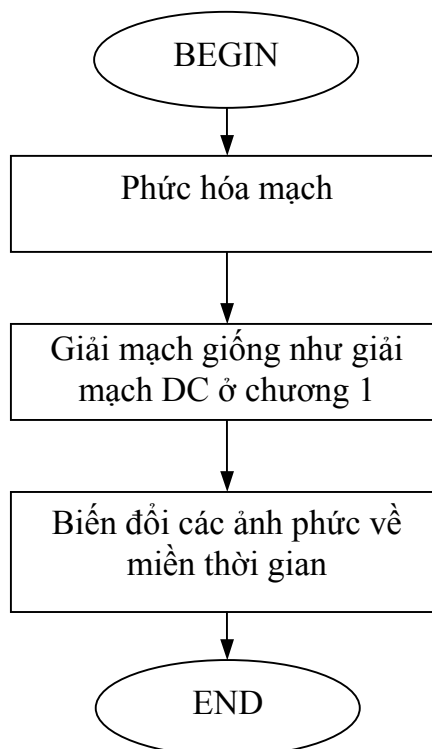 BEGIN
Phức hóa mạch
Giải mạch giống như giải
mạch DC ở chương 1
Biến đổi các ảnh phức về
miền thời gian
END